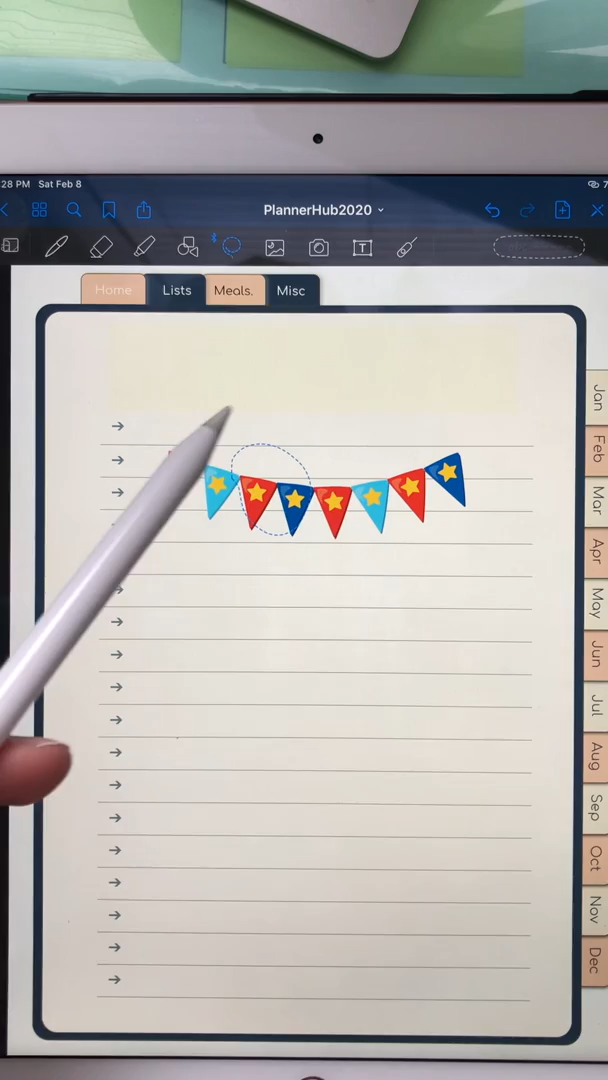 28 PM Sat Feb 8
7
PlannerHub2020
T
Home Lists Meals. Misc
Jan
Feb
Mar
Apr
May
Jun
Jul
Aug
Sep
Oct
Nov
Dec